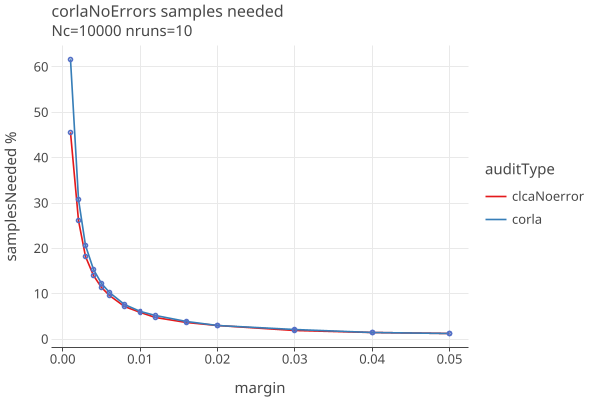 corlaNoErrors samples needed
Nc=10000 nruns=10
samplesNeeded %
60
50
40
30
20
10
0
0.00 0.01 0.02 0.03 0.04 0.05
margin
auditType
clcaNoerror
corla